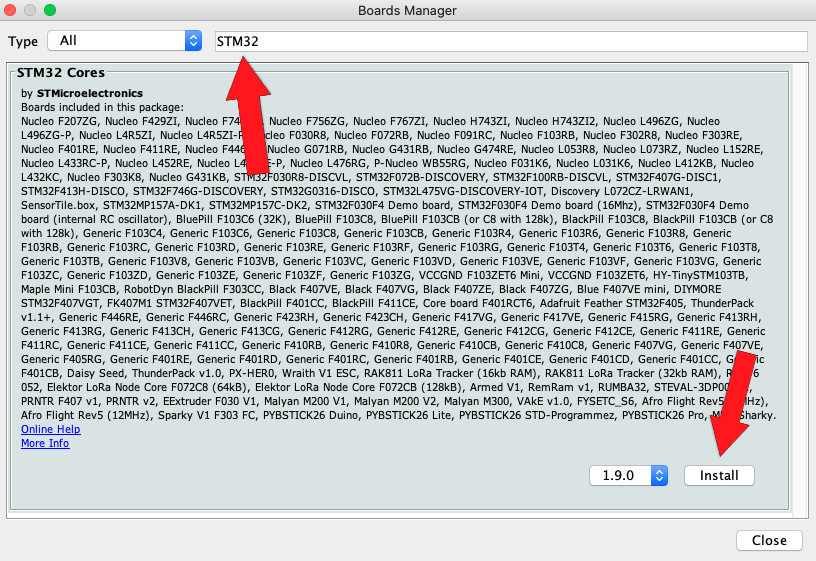 Boards Manager
Type All STM32
STM32 Cores
by STMicroelectronics
Boards included in this package:
Nucleo F207ZG, Nucleo F429ZI, Nucleo F74 Nucleo F756ZG, Nucleo F767ZI, Nucleo H743ZI, Nucleo H743ZI2, Nucleo L496ZG, Nucleo
L496ZG-P, Nucleo L4R5ZI, Nucleo L4R5ZI-P, Nucleo F030R8, Nucleo F072RB, Nucleo F091RC, Nucleo F103RB, Nucleo F302R8, Nucleo F303RE,
Nucleo F401RE, Nucleo F411RE, Nucleo F446 Nucleo G071RB, Nucleo G431RB, Nucleo G474RE, Nucleo L053R8, Nucleo L073RZ, Nucleo L152RE,
Nucleo L433RC-P, Nucleo L452RE, Nucleo L4 E-P, Nucleo L476RG, P-Nucleo WB55RG, Nucleo F031K6, Nucleo L031K6, Nucleo L412KB, Nucleo
L432KC, Nucleo F303K8, Nucleo G431KB, STM32F030R8-DISCVL, STM32F072B-DISCOVERY, STM32F100RB-DISCVL, STM32F407G-DISC1,
STM32F413H-DISCO, STM32F746G-DISCOVERY, STM32G0316-DISCO, STM32L475VG-DISCOVERY-IOT, Discovery L072CZ-LRWAN1,
SensorTile.box, STM32MP157A-DK1, STM32MP157C-DK2, STM32F030F4 Demo board, STM32F030F4 Demo board (16Mhz), STM32F030F4 Demo
board (internal RC oscillator), BluePill F103C6 (32K), BluePill F103C8, BluePill F103CB (or C8 with 128k), BlackPill F103C8, BlackPill F103CB (or C8
with 128k), Generic F103C4, Generic F103C6, Generic F103C8, Generic F103CB, Generic F103R4, Generic F103R6, Generic F103R8, Generic
F103RB, Generic F103RC, Generic F103RD, Generic F103RE, Generic F103RF, Generic F103RG, Generic F103T4, Generic F103T6, Generic F103T8,
Generic F103TB, Generic F103V8, Generic F103VB, Generic F103VC, Generic F103VD, Generic F103VE, Generic F103VF, Generic F103VG, Generic
F103ZC, Generic F103ZD, Generic F103ZE, Generic F103ZF, Generic F103ZG, VCCGND F103ZET6 Mini, VCCGND F103ZET6, HY-TinySTM103TB,
Maple Mini F103CB, RobotDyn BlackPill F303CC, Black F407VE, Black F407VG, Black F407ZE, Black F407ZG, Blue F407VE mini, DIYMORE
STM32F407VGT, FK407M1 STM32F407VET, BlackPill F401CC, BlackPill F411CE, Core board F401RCT6, Adafruit Feather STM32F405, ThunderPack
v1.1+, Generic F446RE, Generic F446RC, Generic F423RH, Generic F423CH, Generic F417VG, Generic F417VE, Generic F415RG, Generic F413RH,
Generic F413RG, Generic F413CH, Generic F413CG, Generic F412RG, Generic F412RE, Generic F412CG, Generic F412CE, Generic F411RE, Generic
F411RC, Generic F411CE, Generic F411CC, Generic F410RB, Generic F410R8, Generic F410CB, Generic F410C8, Generic F407VG, Generic F407VE,
Generic F405RG, Generic F401RE, Generic F401RD, Generic F401RC, Generic F401RB, Generic F401CE, Generic F401CD, Generic F401CC,
F401CB, Daisy Seed, ThunderPack v1.0, PX-HER0, Wraith V1 ESC, RAK811 LoRa Tracker (16kb RAM), RAK811 LoRa Tracker (32kb RAM),
052, Elektor LoRa Node Core F072C8 (64kB), Elektor LoRa Node Core F072CB (128kB), Armed V1, RemRam v1, RUMBA32, STEVAL-3DP00
PRNTR F407 v1, PRNTR v2, EExtruder F030 V1, Malyan M200 V1, Malyan M200 V2, Malyan M300, VAkE v1.0, FYSETC_S6, Afro Flight Rev5
Afro Flight Rev5 (12MHz), Sparky V1 F303 FC, PYBSTICK26 Duino, PYBSTICK26 Lite, PYBSTICK26 STD-Programmez, PYBSTICK26 Pro, Sharky.
Online Help
More Info
1.9.0 Install
Close